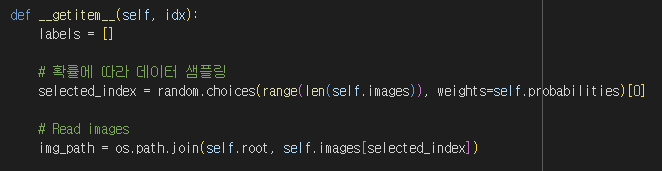 def __getitem__(self, idx):
labels = []
# 확률에 따라 데이터 샘플링
selected_index = random.choices(range(len(self.images)), weights=self.probabilities)[0]
# Read images
img_path = os.path.join(self.root, self.images[selected_index])